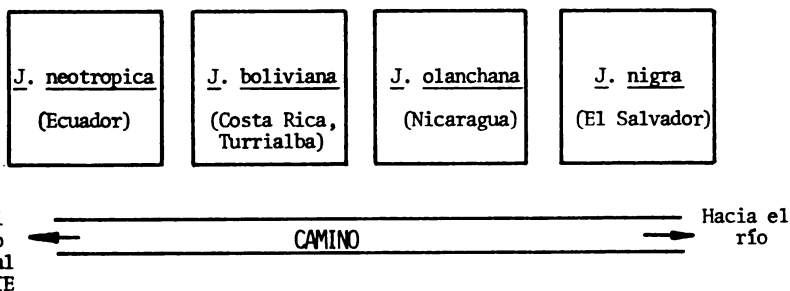 J. neotropica
(Ecuador)
J. boliviana
(Costa Rica,
Turrialba)
J. olanchana
(Nicaragua)
J. nigra
(El Salvador)
CAMINO
Hacia el
río